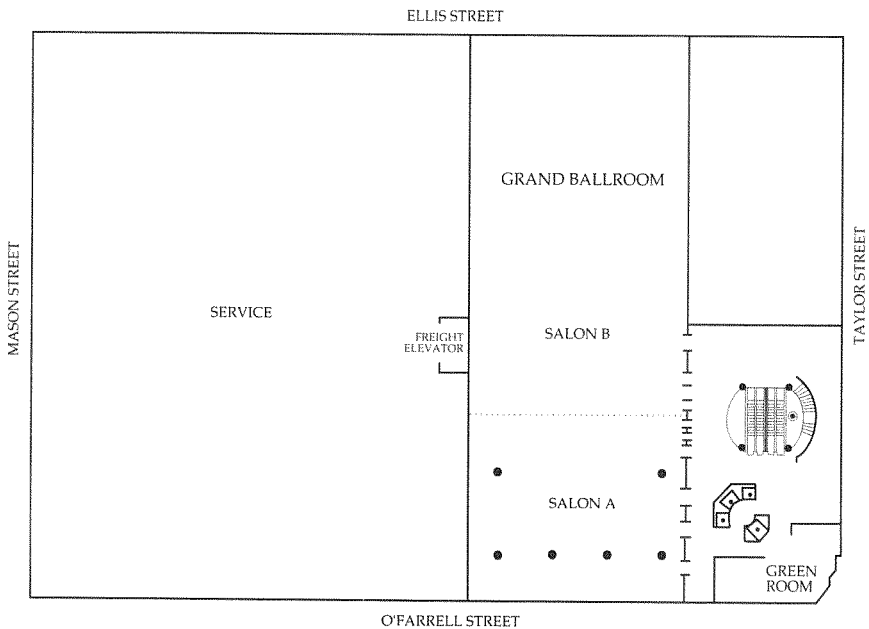 ELLIS STREET
GRAND BALLROOM
MASON STREET
TAYLOR STREET
SERVICE
FREIGHT
ELEVATOR
SALON B
SALON A
GREEN
ROOM
O'FARRELL STREET